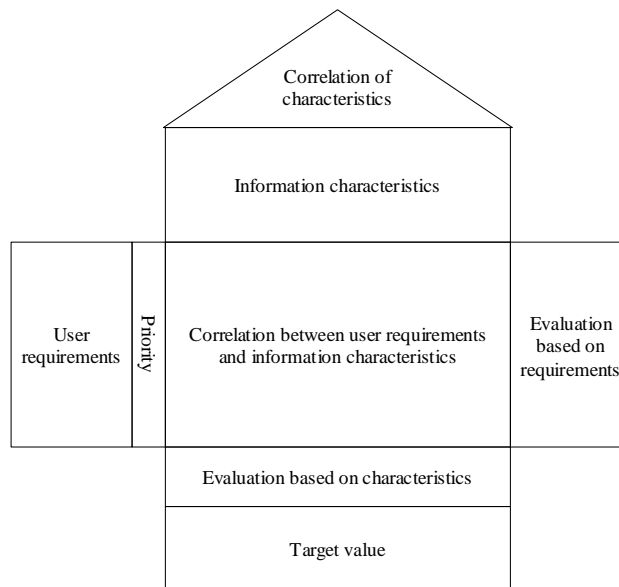 Correlation of
characteristics
Information characteristics
User
requirements
Priority
Correlation between user requirements
and information characteristics
Evaluation
based on
requirements
Evaluation based on characteristics
Target value